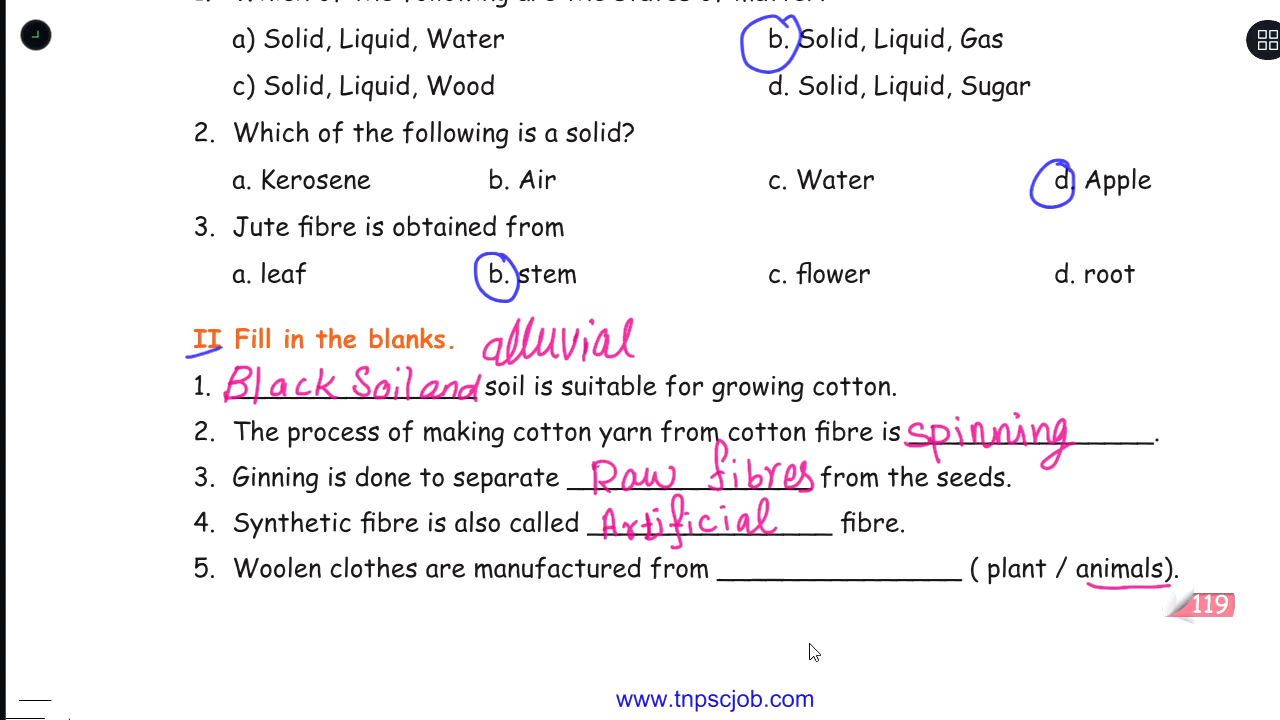 a) Solid, Liquid, Water b. Solid, Liquid, Gas
c) Solid, Liquid, Wood d. Solid, Liquid, Sugar
2. Which of the following is a solid?
a. Kerosene b. Air c. Water d. Apple
3. Jute fibre is obtained from
a. leaf b. stem c. flower d. root
II Fill in the blanks. alluvial
1. Black Soil and soil is suitable for growing cotton.
2. The process of making cotton yarn from cotton fibre is spinning.
3. Ginning is done to separate Raw fibres from the seeds.
4. Synthetic fibre is also called Artificial fibre.
5. Woolen clothes are manufactured from ________________ ( plant / animals).
119
www.tnpscjob.com